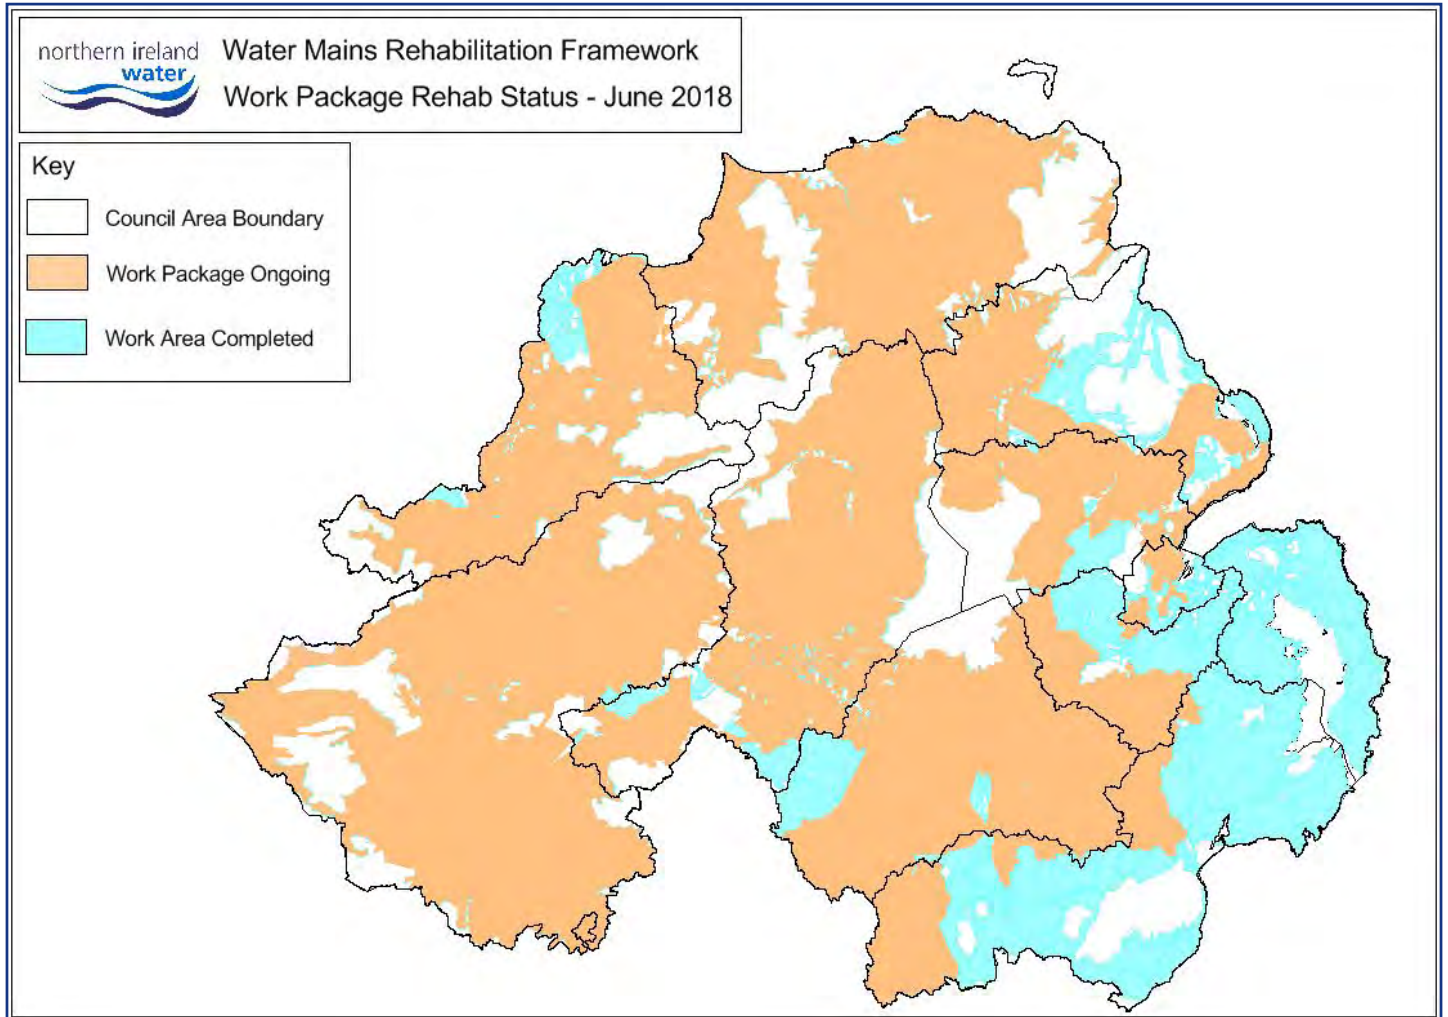 northern ireland
water
Water Mains Rehabilitation Framework
Work Package Rehab Status - June 2018
Key
Council Area Boundary
Work Package Ongoing
Work Area Completed